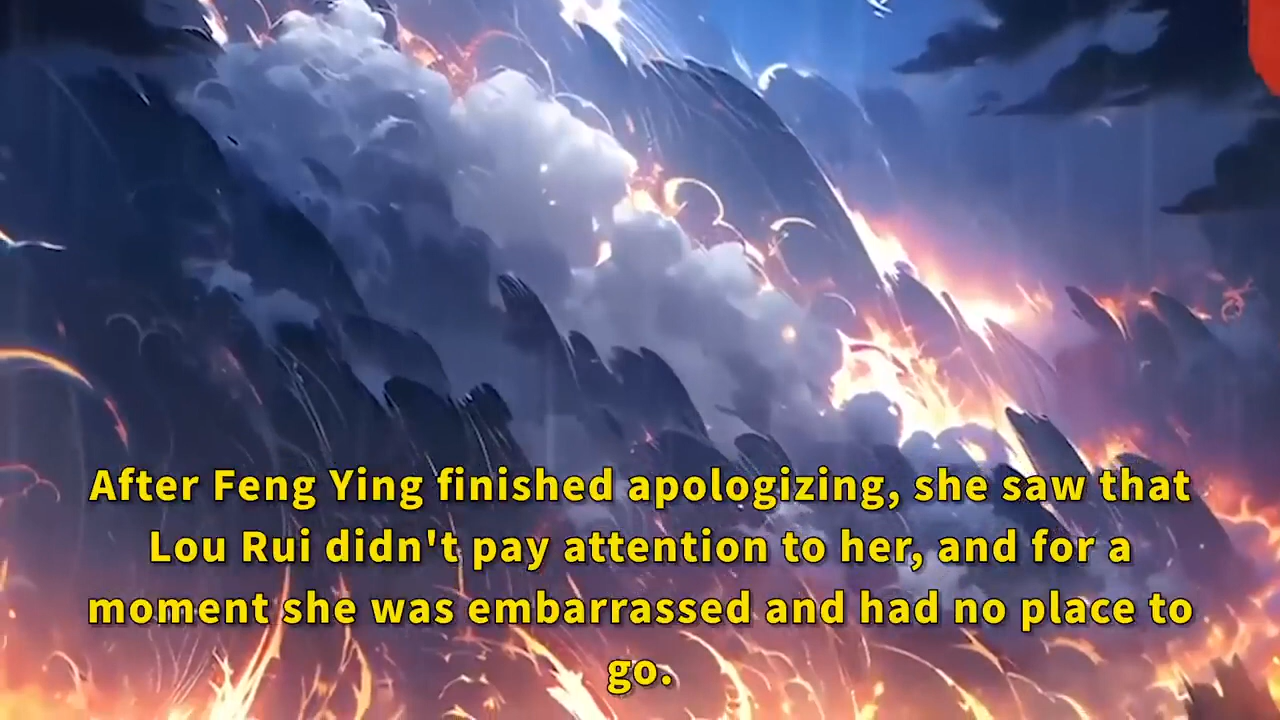 After Feng Ying finished apologizing, she saw that
Lou Rui didn't pay attention to her, and for a
moment she was embarrassed and had no place to
go.